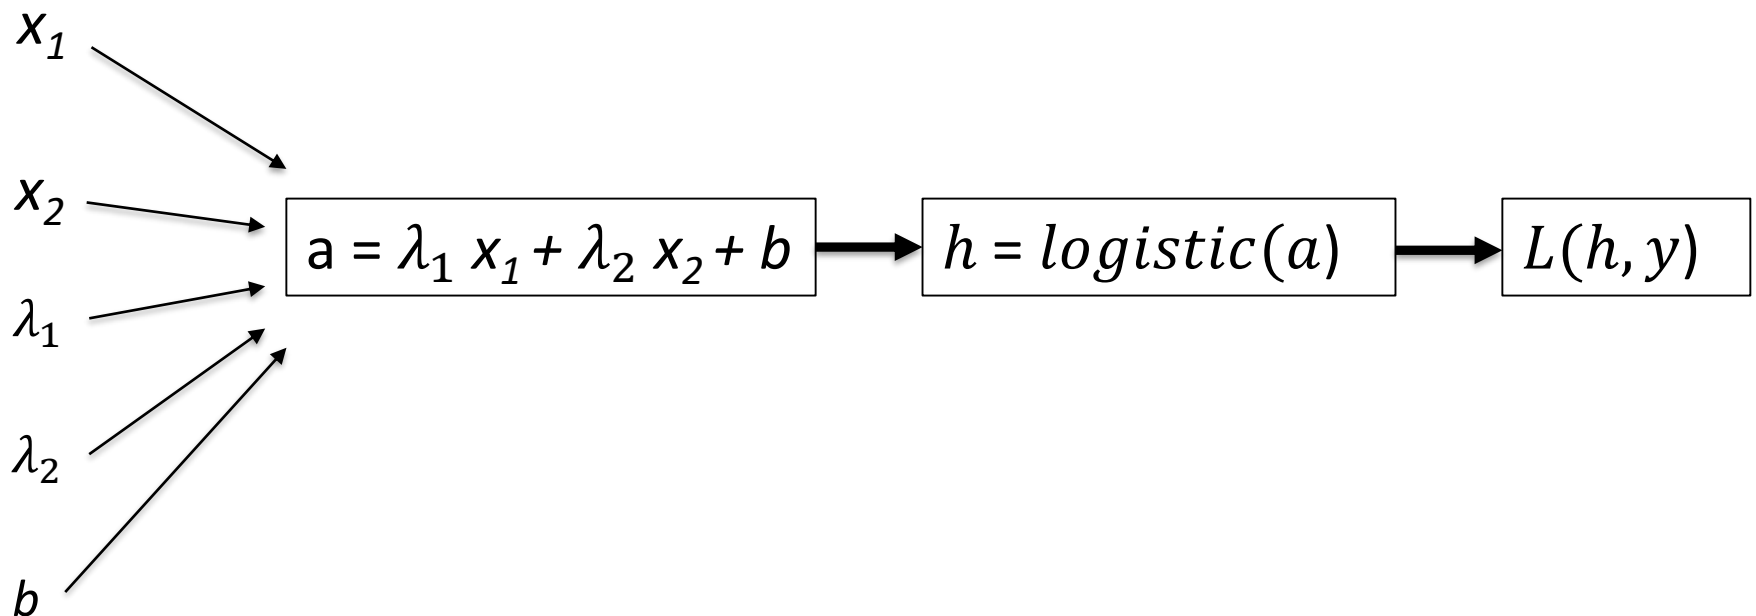 x₁
x₂
a = λ₁ x₁ + λ₂ x₂ + b
h = logistic(a)
L(h, y)
λ₁
λ₂
b